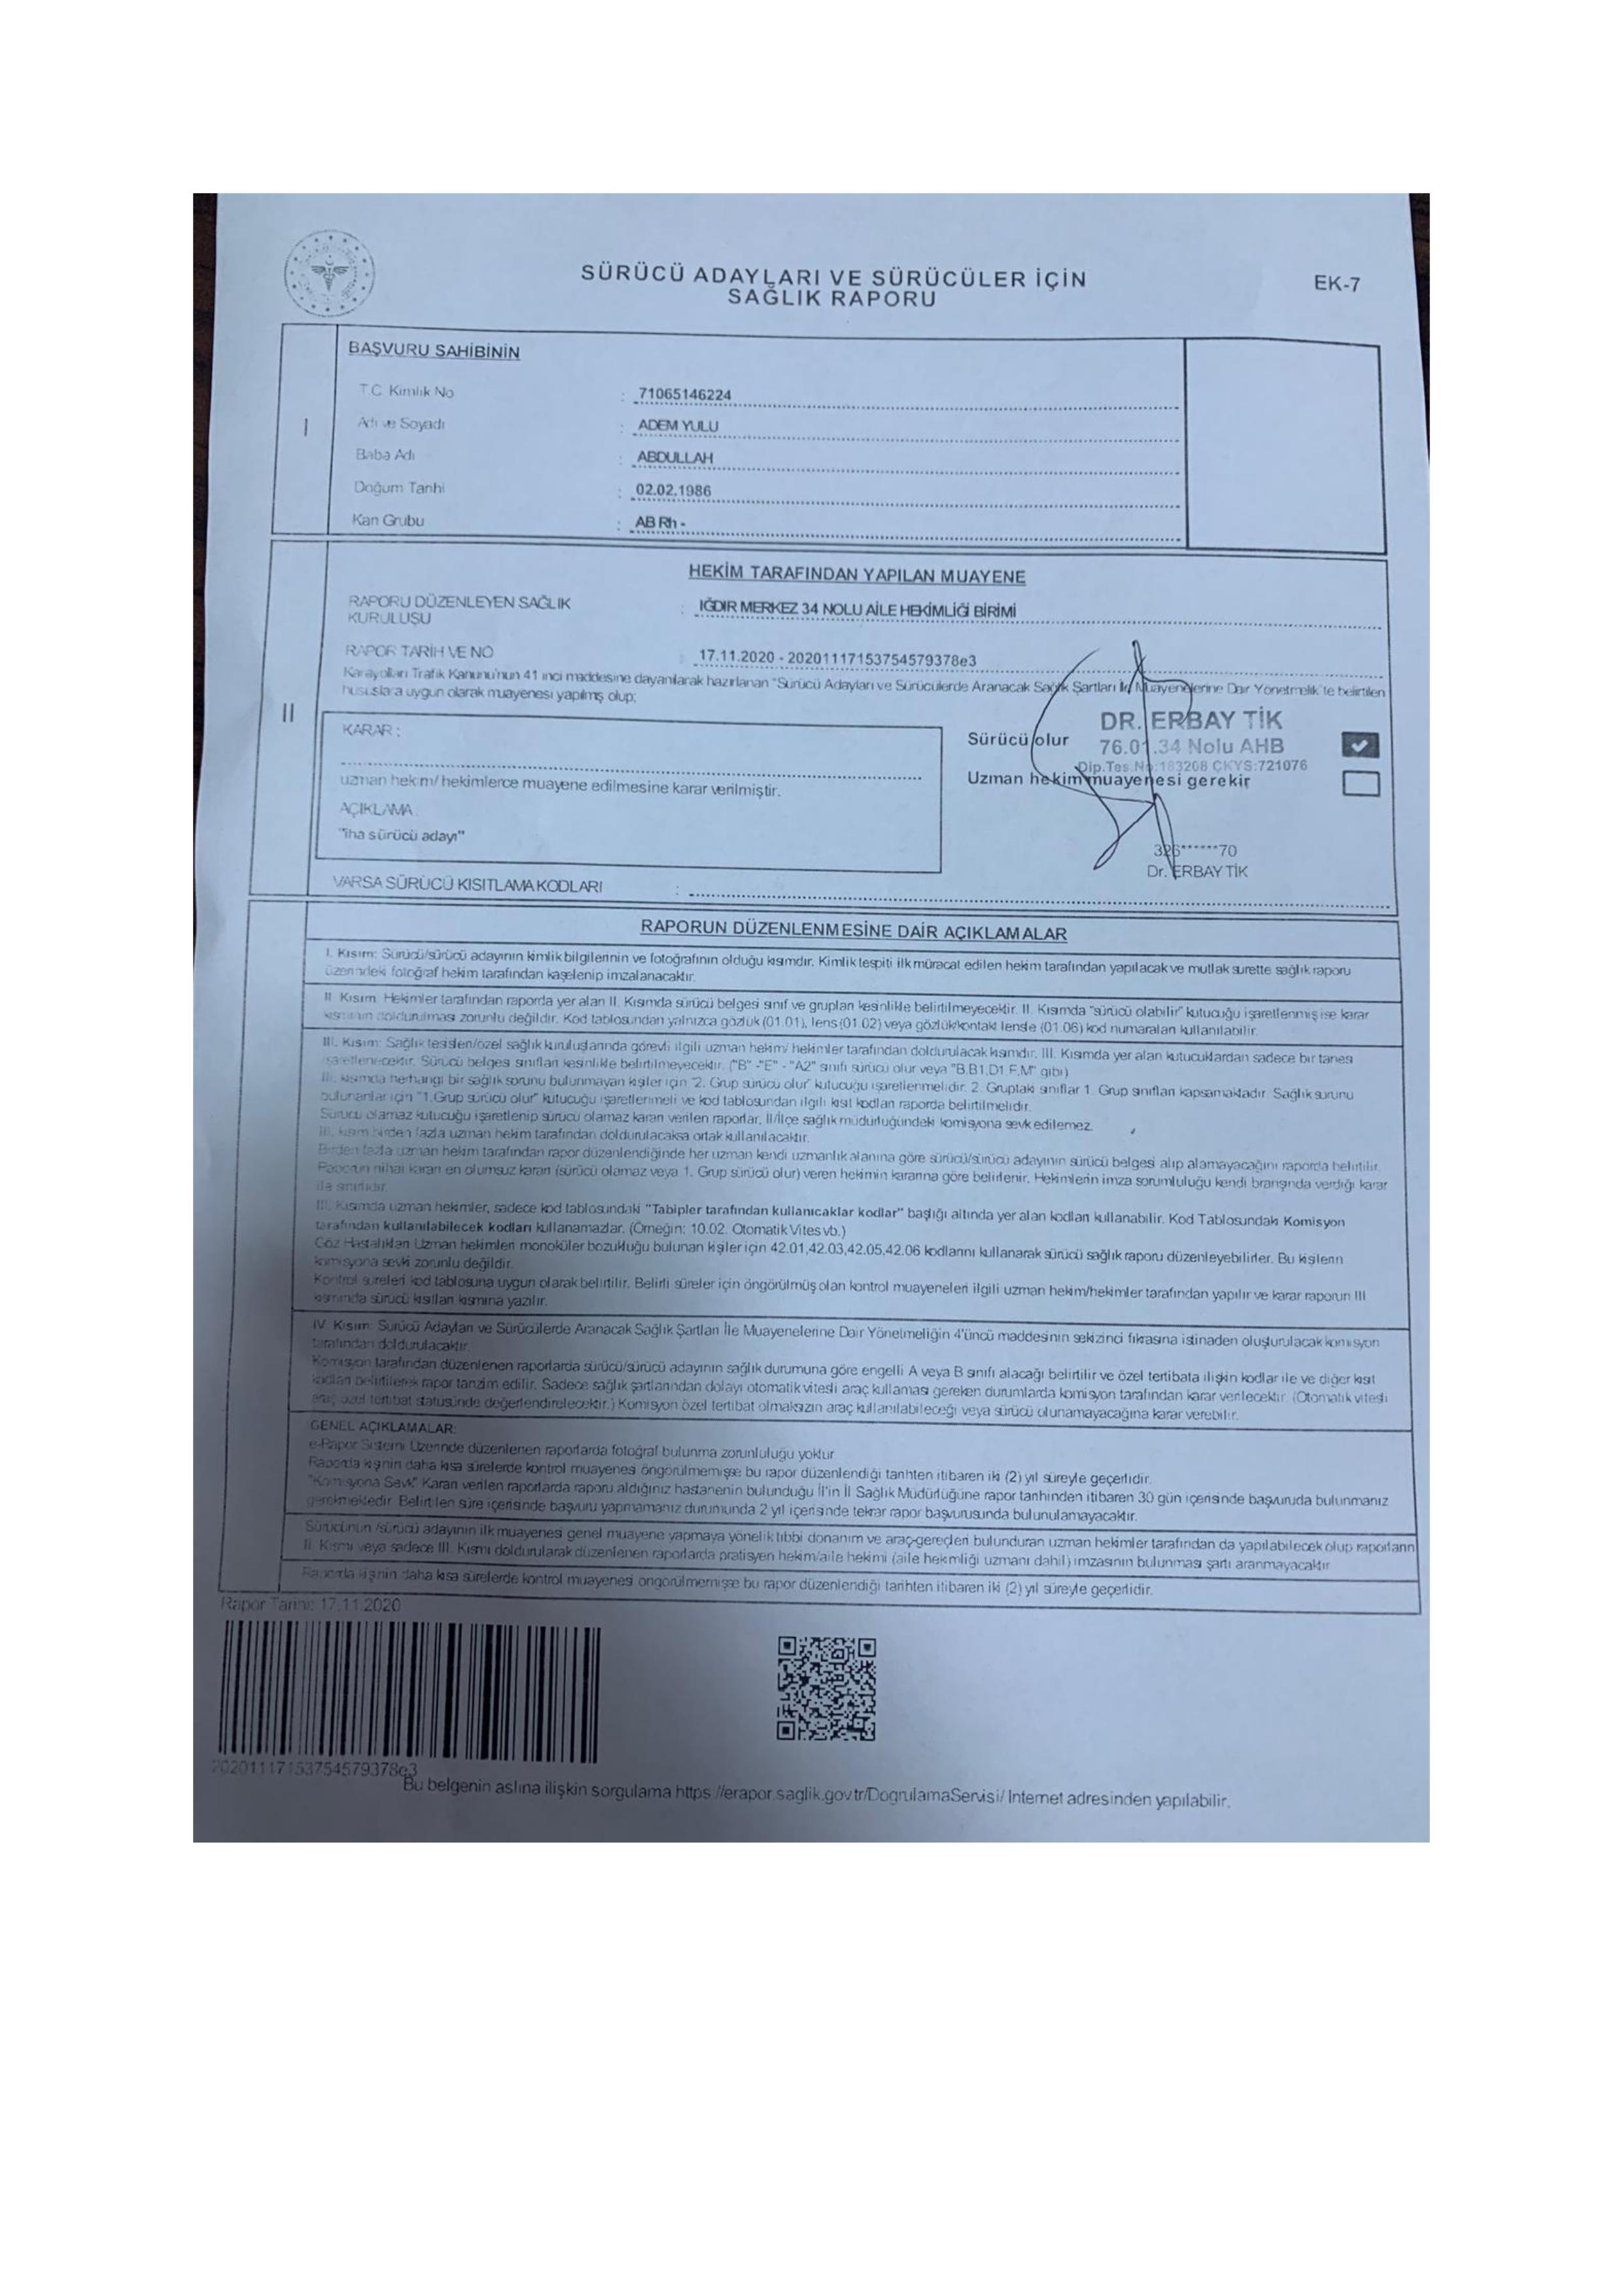 SÜRÜCÜ ADAYLARI VE SÜRÜCÜLER İÇİN
SAĞLIK RAPORU
EK-7
I
BAŞVURU SAHİBİNİN
T.C. Kimlik No : 71065146224
Adı ve Soyadı : ADEM YULU
Baba Adı : ABDULLAH
Doğum Tarihi : 02.02.1986
Kan Grubu : AB Rh -
II
HEKİM TARAFINDAN YAPILAN MUAYENE
RAPORU DÜZENLEYEN SAĞLIK
KURULUŞU
: IĞDIR MERKEZ 34 NOLU AİLE HEKİMLİĞİ BİRİMİ
RAPOR TARİH VE NO : 17.11.2020 - 20201117153754579378e3
Karayolları Trafik Kanunu'nun 41 inci maddesine dayanılarak hazırlanan "Sürücü Adayları ve Sürücülerde Aranacak Sağlık Şartları ile Muayenelerine Dair Yönetmelik"te belirtilen
hususlara uygun olarak muayenesi yapılmış olup;
KARAR :
uzman hekim/ hekimlerce muayene edilmesine karar verilmiştir.
AÇIKLAMA :
"iha sürücü adayı"
DR. ERBAY TİK
Sürücü olur
76.01.34 Nolu AHB
Dip.Tes.No:183208 ÇKYS:721076
Uzman hekim muayenesi gerekir
326******70
Dr. ERBAY TİK
VARSA SÜRÜCÜ KISITLAMA KODLARI :
RAPORUN DÜZENLENMESİNE DAİR AÇIKLAMALAR
I. Kısım: Sürücü/sürücü adayının kimlik bilgilerinin ve fotoğrafının olduğu kısımdır. Kimlik tespiti ilk müracat edilen hekim tarafından yapılacak ve mutlak surette sağlık raporu
üzerindeki fotoğraf hekim tarafından kaşelenip imzalanacaktır.
II. Kısım: Hekimler tarafından raporda yer alan II. Kısımda sürücü belgesi sınıf ve grupları kesinlikle belirtilmeyecektir. II. Kısımda "sürücü olabilir" kutucuğu işaretlenmiş ise karar
kısmının doldurulması zorunlu değildir. Kod tablosundan yalnızca gözlük (01.01), lens (01.02) veya gözlük/kontakt lensle (01.06) kod numaraları kullanılabilir.
III. Kısım: Sağlık tesisleri/özel sağlık kuruluşlarında görevli ilgili uzman hekim/ hekimler tarafından doldurulacak kısımdır. III. Kısımda yer alan kutucuklardan sadece bir tanesi
işaretlenecektir. Sürücü belgesi sınıfları kesinlikle belirtilmeyecektir. ("B" -"E" - "A2" sınıfı sürücü olur veya "B,B1,D1 F,M" gibi)
III. kısımda herhangi bir sağlık sorunu bulunmayan kişiler için "2. Grup sürücü olur" kutucuğu işaretlenmelidir. 2. Gruptaki sınıflar 1. Grup sınıfları kapsamaktadır. Sağlık sorunu
bulunanlar için "1.Grup sürücü olur" kutucuğu işaretlenmeli ve kod tablosundan ilgili kısıt kodları raporda belirtilmelidir.
Sürücü olamaz kutucuğu işaretlenip sürücü olamaz kararı verilen raporlar, İl/İlçe sağlık müdürlüğündeki komisyona sevk edilemez.
III. kısım birden fazla uzman hekim tarafından doldurulacaksa ortak kullanılacaktır.
Birden fazla uzman hekim tarafından rapor düzenlendiğinde her uzman kendi uzmanlık alanına göre sürücü/sürücü adayının sürücü belgesi alıp alamayacağını raporda belirtilir.
Raporun nihai kararı en olumsuz kararı (sürücü olamaz veya 1. Grup sürücü olur) veren hekimin kararına göre belirlenir. Hekimlerin imza sorumluluğu kendi branşında verdiği karar
ile sınırlıdır.
III. Kısımda uzman hekimler, sadece kod tablosundaki "Tabipler tarafından kullanıcaklar kodlar" başlığı altında yer alan kodları kullanabilir. Kod Tablosundaki Komisyon
tarafından kullanılabilecek kodları kullanamazlar. (Örneğin: 10.02. Otomatik Vites vb.)
Göz Hastalıkları Uzman hekimleri monoküler bozukluğu bulunan kişiler için 42.01,42.03,42.05,42.06 kodlarını kullanarak sürücü sağlık raporu düzenleyebilirler. Bu kişilerin
komisyona sevki zorunlu değildir.
Kontrol süreleri kod tablosuna uygun olarak belirtilir. Belirli süreler için öngörülmüş olan kontrol muayeneleri ilgili uzman hekim/hekimler tarafından yapılır ve karar raporun III
kısmında sürücü kısıtları kısmına yazılır.
IV. Kısım: Sürücü Adayları ve Sürücülerde Aranacak Sağlık Şartları İle Muayenelerine Dair Yönetmeliğin 4'üncü maddesinin sekizinci fıkrasına istinaden oluşturulacak komisyon
tarafından doldurulacaktır.
Komisyon tarafından düzenlenen raporlarda sürücü/sürücü adayının sağlık durumuna göre engelli A veya B sınıfı alacağı belirtilir ve özel tertibata ilişkin kodlar ile ve diğer kısıt
kodları belirtilerek rapor tanzim edilir. Sadece sağlık şartlarından dolayı otomatik vitesli araç kullaması gereken durumlarda komisyon tarafından karar verilecektir. (Otomatik vitesli
araç özel tertibat statüsünde değerlendirelecektir.) Komisyon özel tertibat olmaksızın araç kullanılabileceği veya sürücü olunamayacağına karar verebilir.
GENEL AÇIKLAMALAR:
e-Rapor Sistemi Üzerinde düzenlenen raporlarda fotoğraf bulunma zorunluluğu yoktur.
Raporda kişinin daha kısa sürelerde kontrol muayenesi öngörülmemişse bu rapor düzenlendiği tarihten itibaren iki (2) yıl süreyle geçerlidir.
"Komisyona Sevk" Kararı verilen raporlarda raporu aldığınız hastanenin bulunduğu İl'in İl Sağlık Müdürlüğüne rapor tarihinden itibaren 30 gün içerisinde başvuruda bulunmanız
gerekmektedir. Belirtilen süre içerisinde başvuru yapmamanız durumunda 2 yıl içerisinde tekrar rapor başvurusunda bulunulamayacaktır.
Sürücünün /sürücü adayının ilk muayenesi genel muayene yapmaya yönelik tıbbi donanım ve araç-gereçleri bulunduran uzman hekimler tarafından da yapılabilecek olup raporların
II. Kısmı veya sadece III. Kısmı doldurularak düzenlenen raporlarda pratisyen hekim/aile hekimi (aile hekimliği uzmanı dahil) imzasının bulunması şartı aranmayacaktır
Raporda kişinin daha kısa sürelerde kontrol muayenesi öngörülmemişse bu rapor düzenlendiği tarihten itibaren iki (2) yıl süreyle geçerlidir.
Rapor Tarihi: 17.11.2020
20201117153754579378e3
Bu belgenin aslına ilişkin sorgulama https://erapor.saglik.gov.tr/DogrulamaServisi/ Internet adresinden yapılabilir.